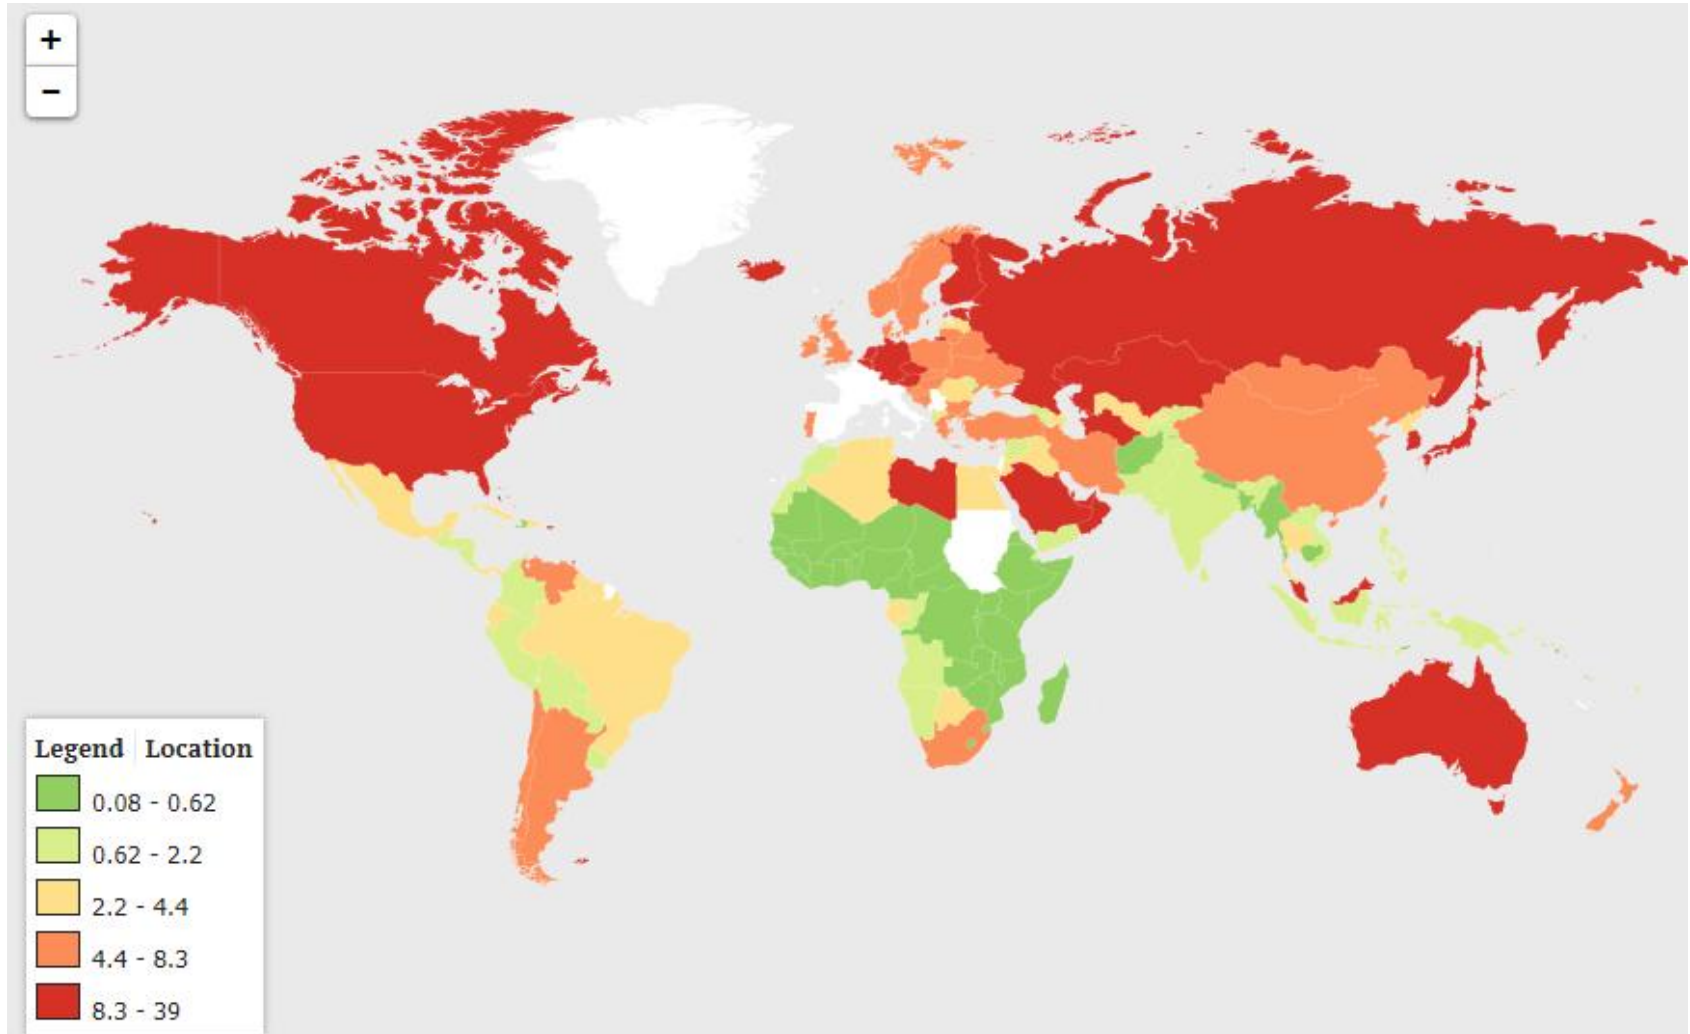 +
−
Legend Location
0.08 - 0.62
0.62 - 2.2
2.2 - 4.4
4.4 - 8.3
8.3 - 39